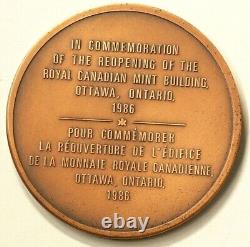 IN COMMEMORATION
OF THE REOPENING OF THE
ROYAL CANADIAN MINT BUILDING,
OTTAWA, ONTARIO,
1986
POUR COMMÉMORER
LA RÉOUVERTURE DE L'ÉDIFICE
DE LA MONNAIE ROYALE CANADIENNE,
OTTAWA, ONTARIO,
1986